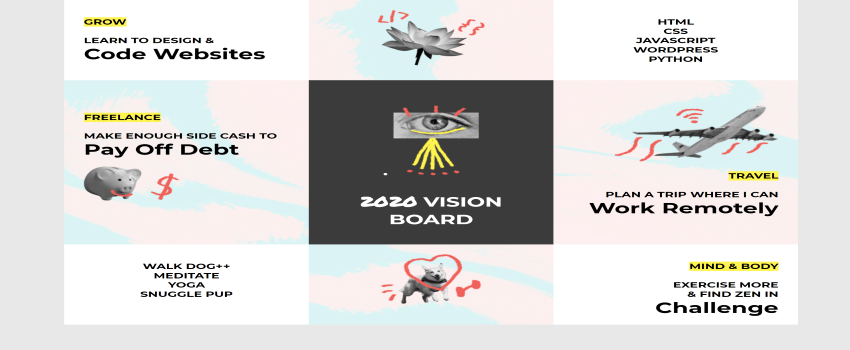 GROW
LEARN TO DESIGN &
Code Websites
</>
{}
HTML
CSS
JAVASCRIPT
WORDPRESS
PYTHON
FREELANCE
MAKE ENOUGH SIDE CASH TO
Pay Off Debt
$
2020 VISION
BOARD
TRAVEL
PLAN A TRIP WHERE I CAN
Work Remotely
WALK DOG++
MEDITATE
YOGA
SNUGGLE PUP
MIND & BODY
EXERCISE MORE
& FIND ZEN IN
Challenge